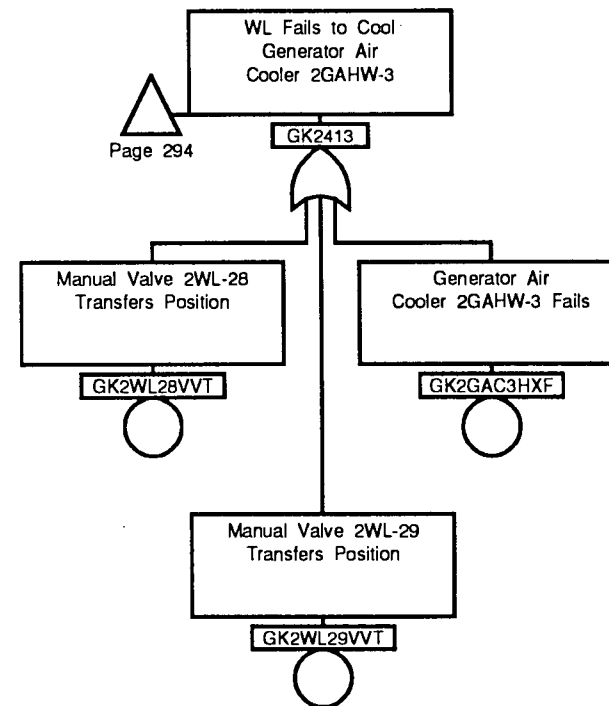 WL Fails to Cool
Generator Air
Cooler 2GAHW-3
Page 294
GK2413
Manual Valve 2WL-28
Transfers Position
GK2WL28VVT
Generator Air
Cooler 2GAHW-3 Fails
GK2GAC3HXF
Manual Valve 2WL-29
Transfers Position
GK2WL29VVT